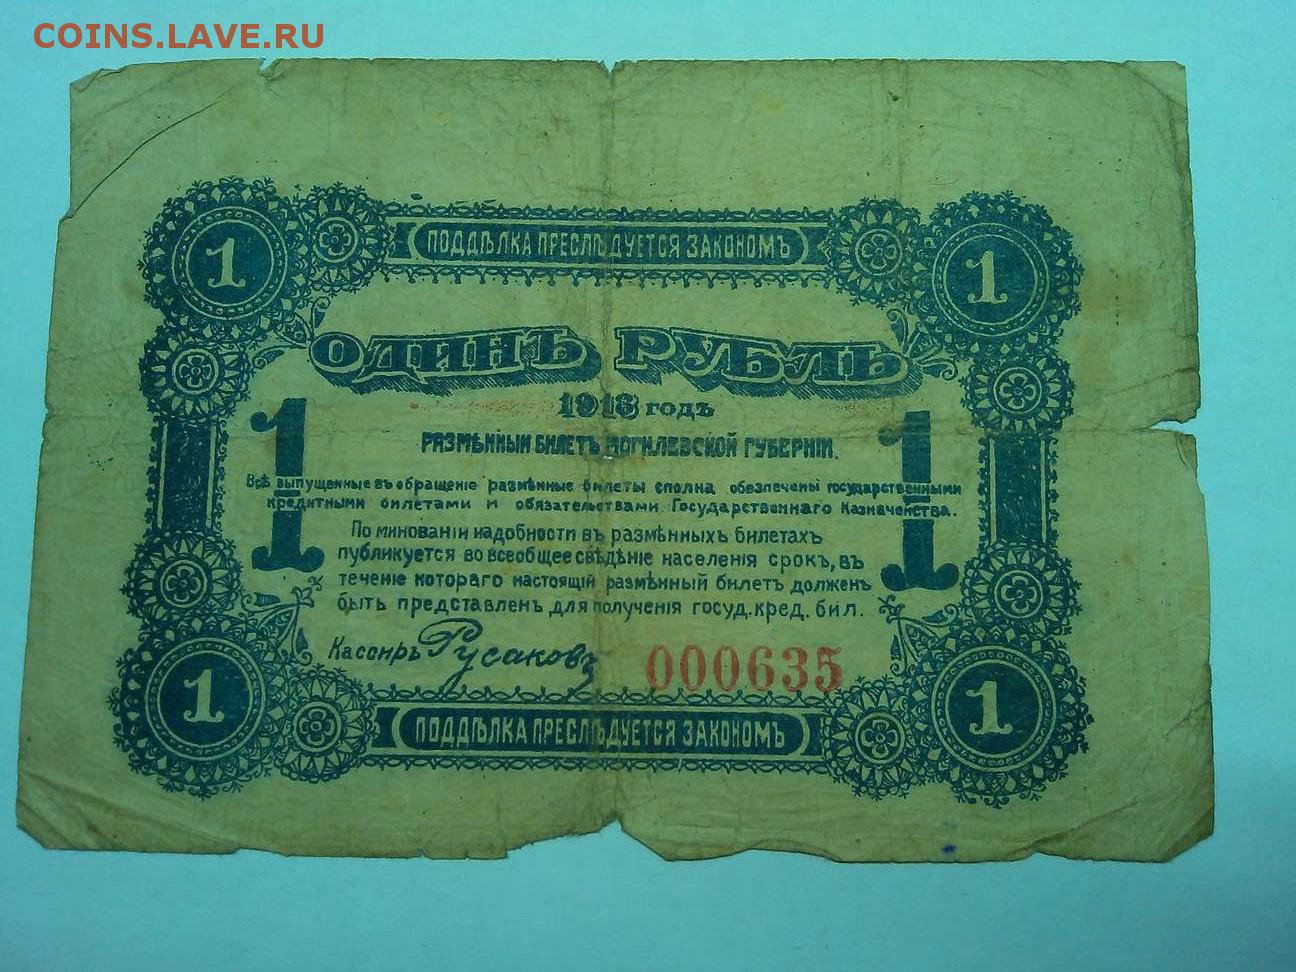 COINS.LAVE.RU
ПОДДѢЛКА ПРЕСЛѢДУЕТСЯ ЗАКОНОМЪ
1 1
ОДИНЪ РУБЛЬ
1918 ГОДЪ
РАЗМѢННЫЙ БИЛЕТЪ МОГИЛЕВСКОЙ ГУБЕРНІИ.
1 1
Всѣ выпущенные въ обращеніе размѣнные билеты сполна обезпечены государственными
кредитными билетами и обязательствами Государственнаго Казначейства.
По минованіи надобности въ размѣнныхъ билетахъ
публикуется во всеобщее свѣдѣніе населенія срокъ, въ
теченіе котораго настоящій размѣнный билетъ долженъ
быть представленъ для полученія госуд. кред. бил.
Кассиръ Русаковъ
000635
1 1
ПОДДѢЛКА ПРЕСЛѢДУЕТСЯ ЗАКОНОМЪ